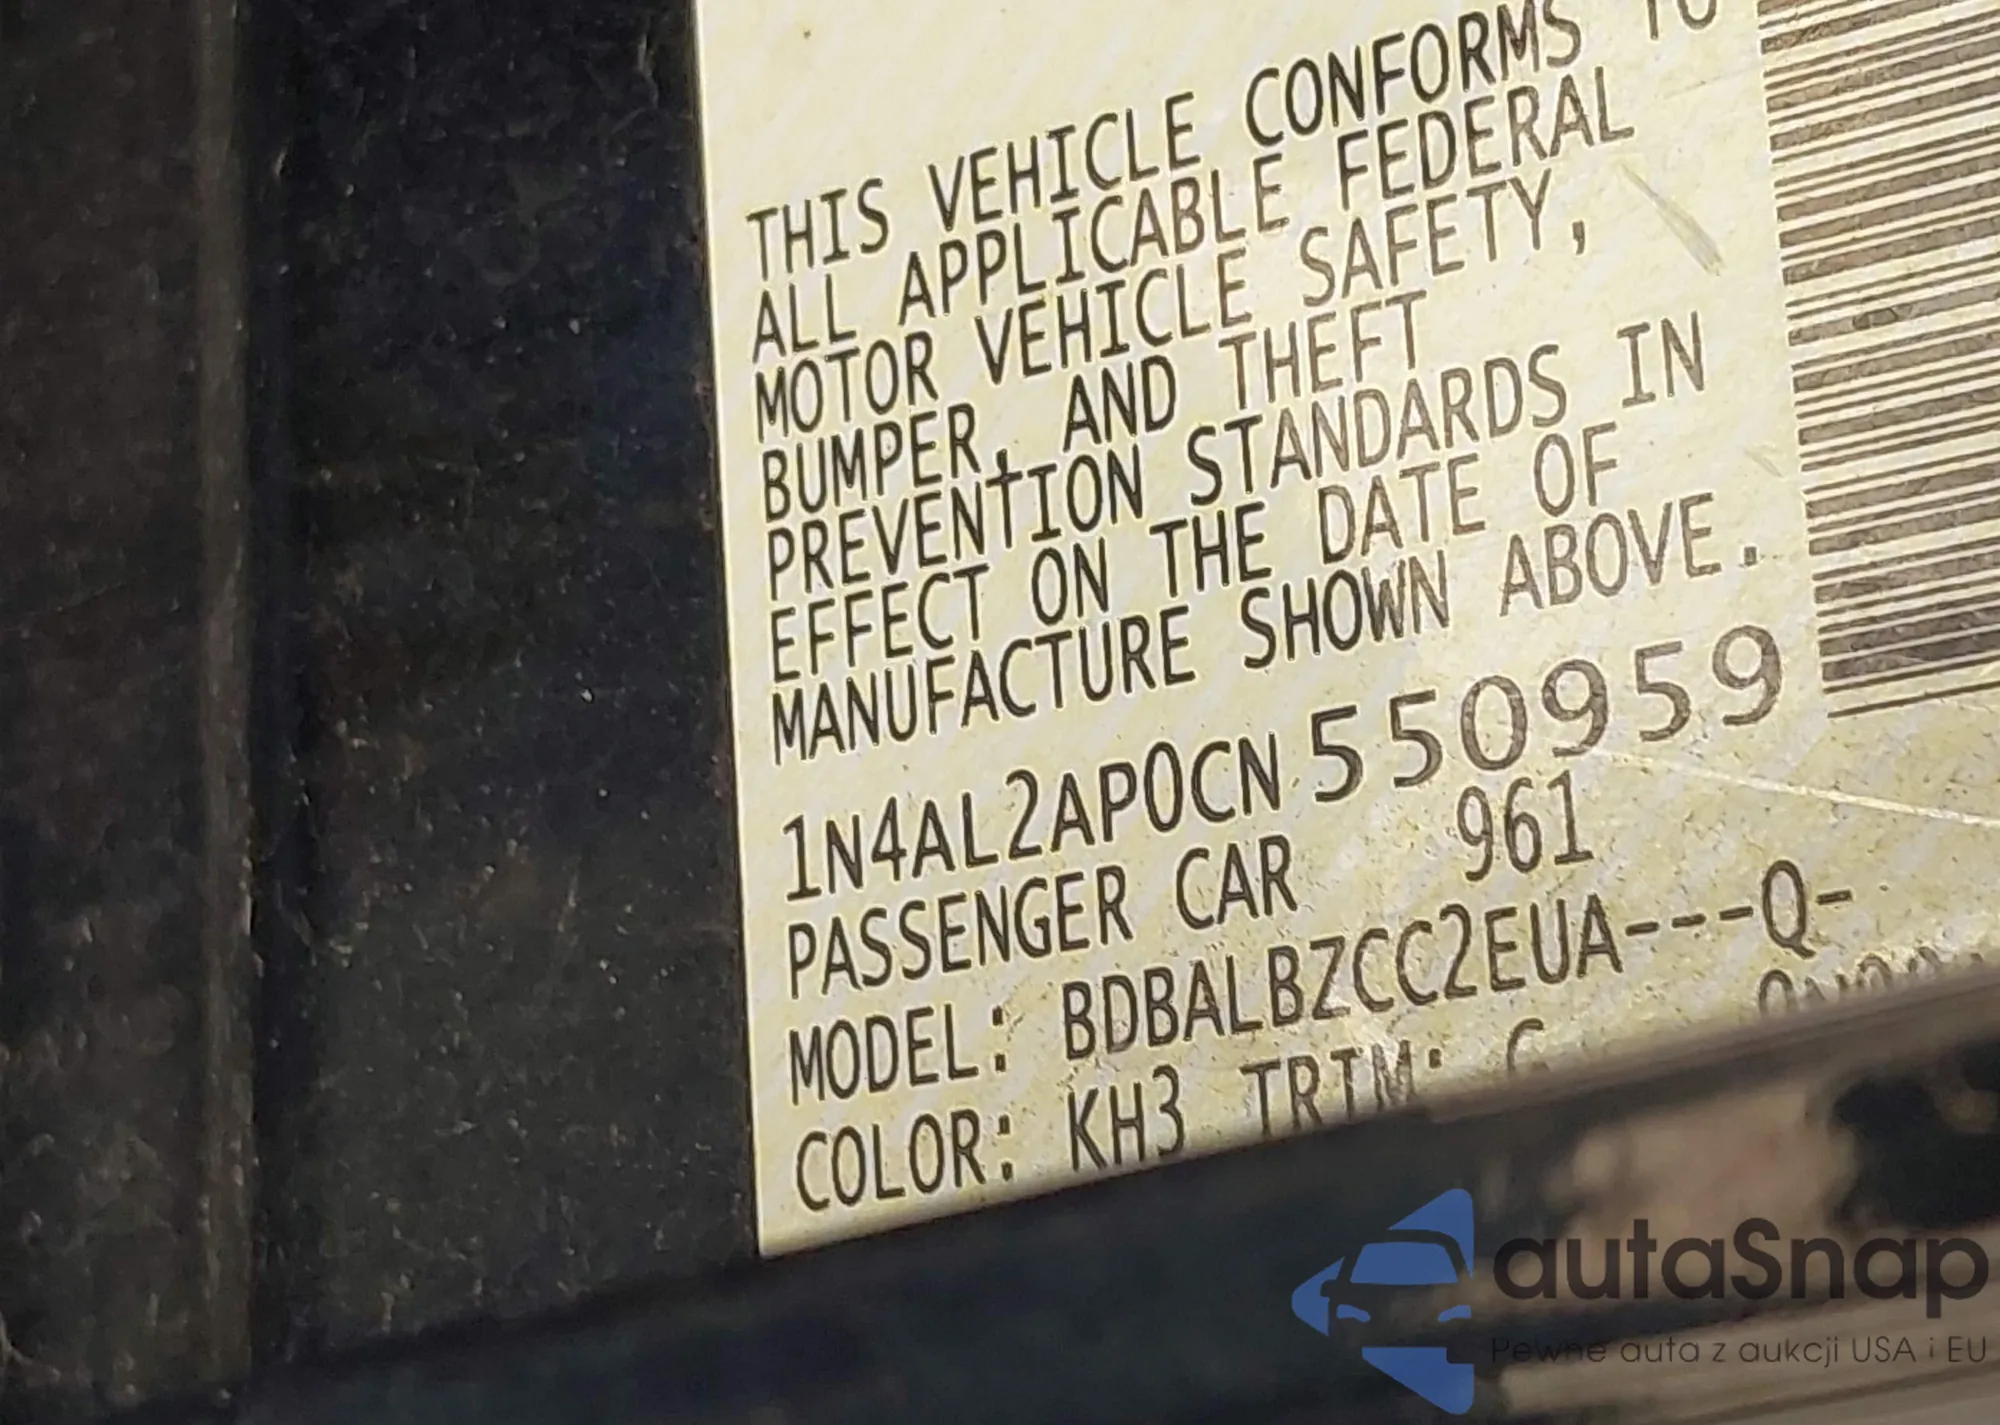 THIS VEHICLE CONFORMS TO
ALL APPLICABLE FEDERAL
MOTOR VEHICLE SAFETY,
BUMPER, AND THEFT
PREVENTION STANDARDS IN
EFFECT ON THE DATE OF
MANUFACTURE SHOWN ABOVE.
1N4AL2AP0CN550959
PASSENGER CAR 961
MODEL: BDBALBZCC2EUA---Q-
COLOR: KH3 TRIM: G
autaSnap
Pewne auta z aukcji USA i EU